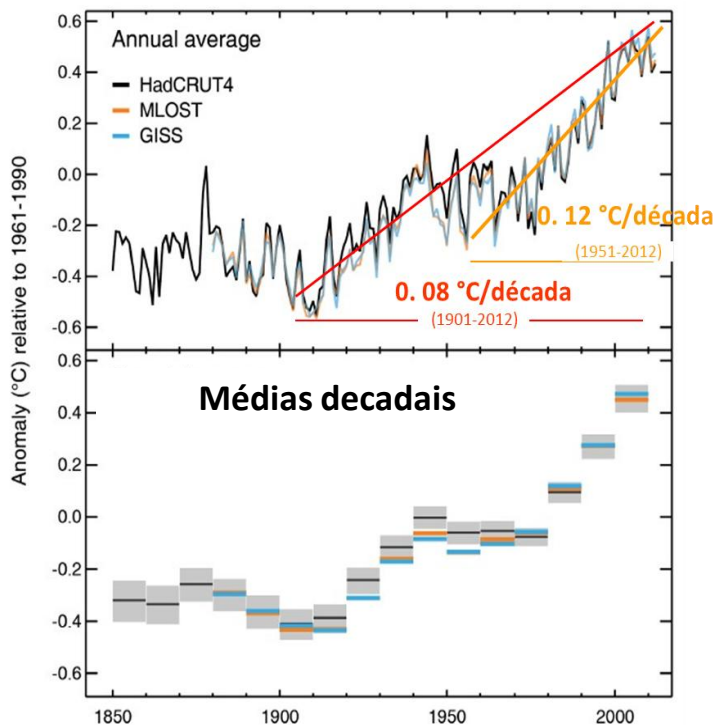 Anomaly (°C) relative to 1961-1990
Annual average
HadCRUT4
MLOST
GISS
0.6
0.4
0.2
0.0
-0.2
-0.4
-0.6
0. 12 °C/década
(1951-2012)
0. 08 °C/década
(1901-2012)
Médias decadais
0.6
0.4
0.2
0.0
-0.2
-0.4
-0.6
1850
1900
1950
2000